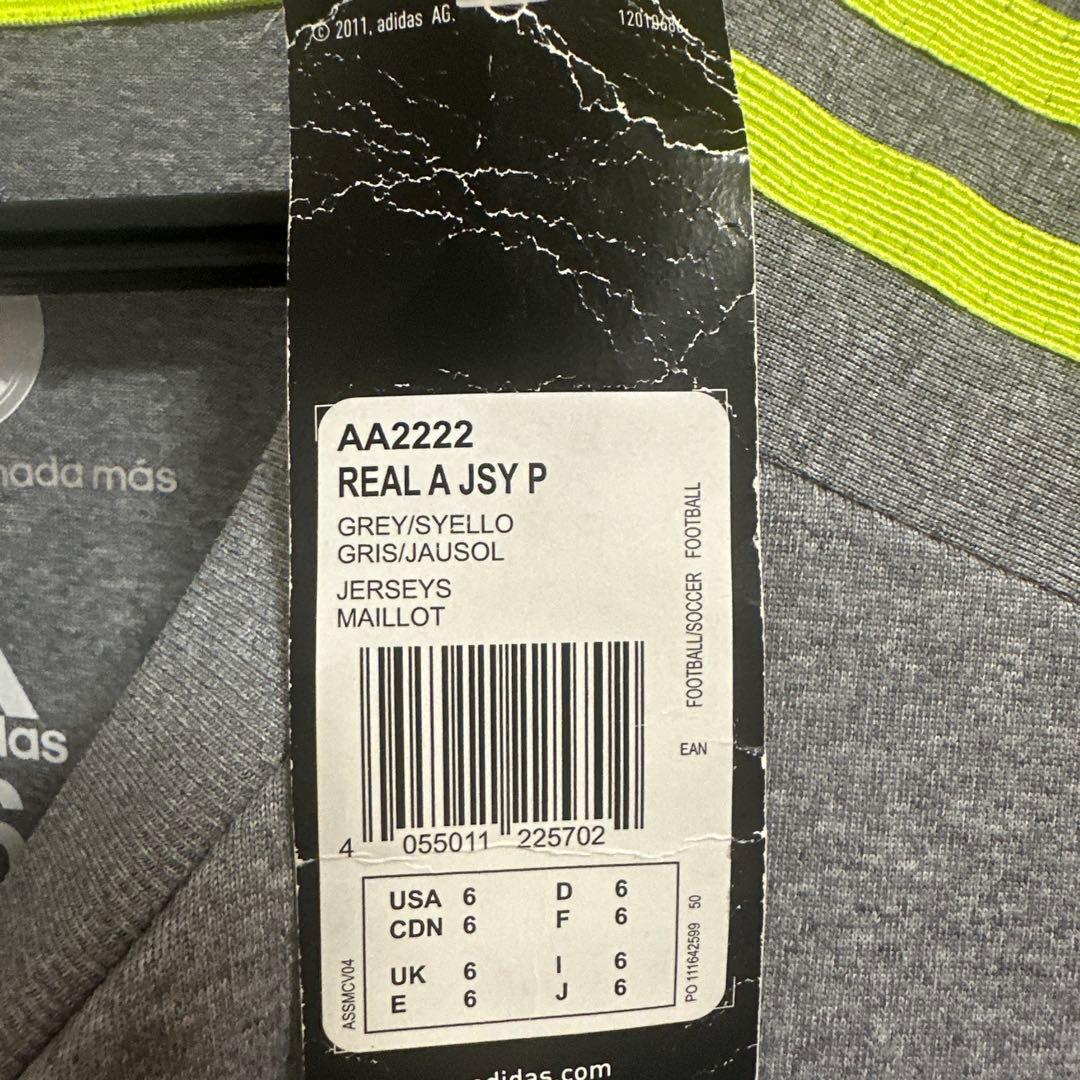 © 2011, adidas AG.
AA2222
REAL A JSY P
GREY/SYELLO
GRIS/JAUSOL
JERSEYS
MAILLOT
FOOTBALL/SOCCER FOOTBALL
EAN
4 055011 225702
USA 6 D 6
CDN 6 F 6
UK 6 I 6
E 6 J 6
ASSMCV04
PO 111642599 50
adidas.com
nada más
das